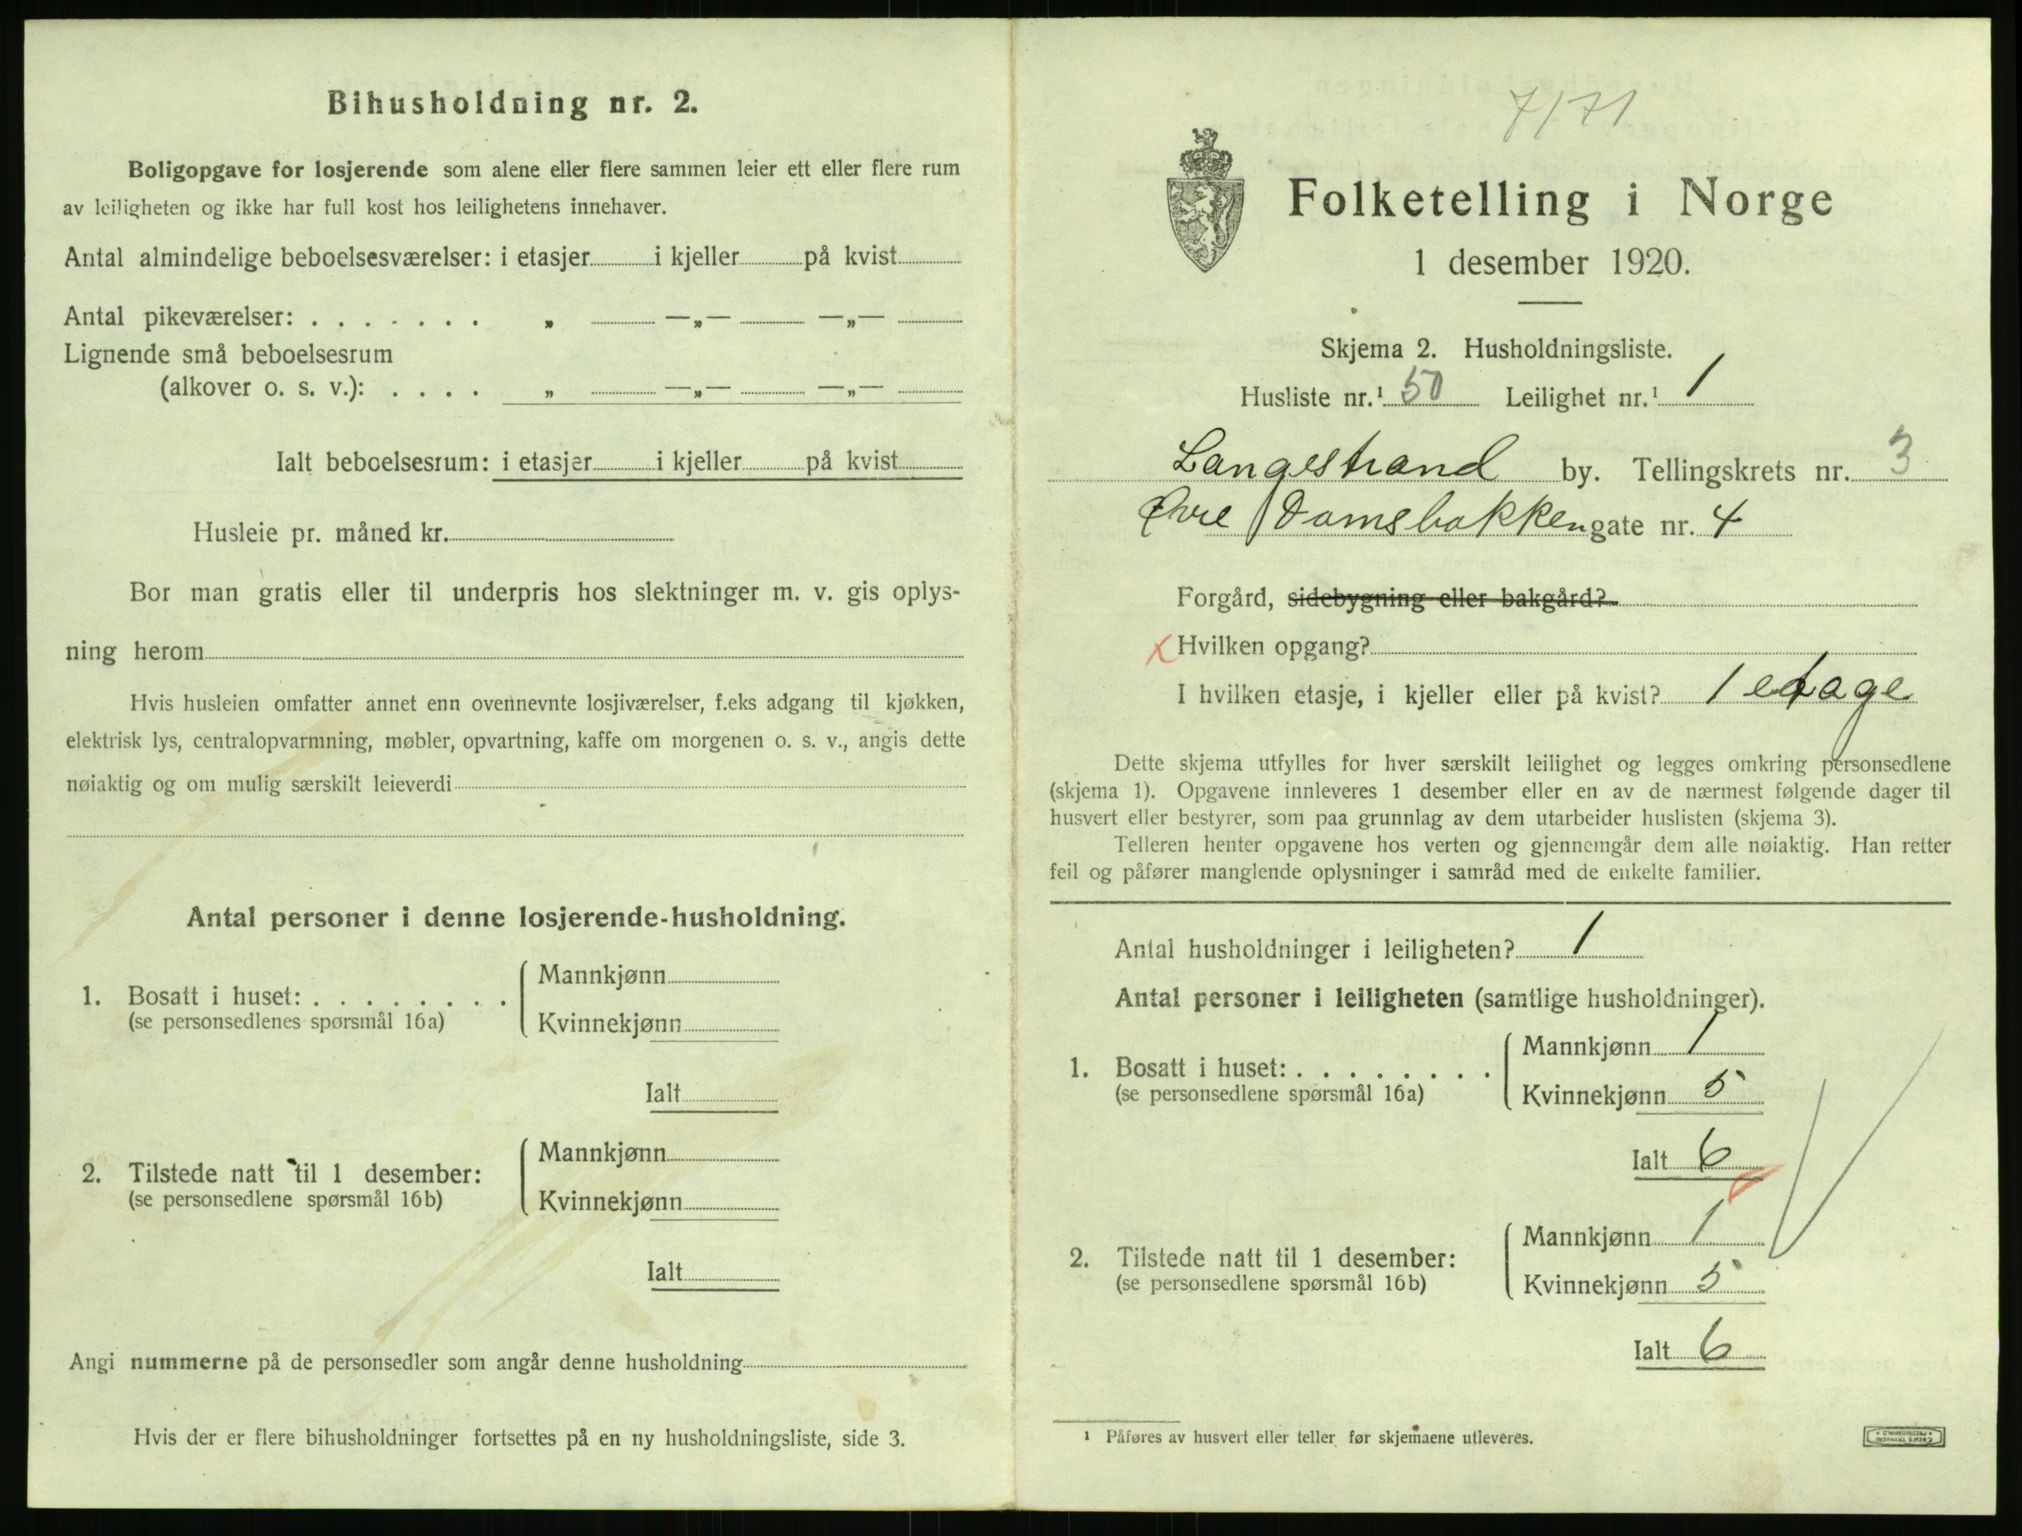 Bihusholdning nr. 2.
Boligopgave for losjerende som alene eller flere sammen leier ett eller flere rum
av leiligheten og ikke har full kost hos leilighetens innehaver.
Antal almindelige beboelsesværelser: i etasjer i kjeller på kvist
Antal pikeværelser: . . . . . . . „ —„— —„—
Lignende små beboelsesrum
(alkover o. s. v.): . . . . „ —„— —„—
Ialt beboelsesrum: i etasjer i kjeller på kvist
Husleie pr. måned kr.
Bor man gratis eller til underpris hos slektninger m. v. gis oplys-
ning herom
Hvis husleien omfatter annet enn ovennevnte losjiværelser, f.eks adgang til kjøkken,
elektrisk lys, centralopvarmning, møbler, opvartning, kaffe om morgenen o. s. v., angis dette
nøiaktig og om mulig særskilt leieverdi
Antal personer i denne losjerende-husholdning.
Mannkjønn
1. Bosatt i huset: . . . . . . . .
(se personsedlenes spørsmål 16a)
Kvinnekjønn
Ialt
Mannkjønn
2. Tilstede natt til 1 desember:
(se personsedlene spørsmål 16b)
Kvinnekjønn
Ialt
Angi nummerne på de personsedler som angår denne husholdning
Hvis der er flere bihusholdninger fortsettes på en ny husholdningsliste, side 3.
7/71
Folketelling i Norge
1 desember 1920.
Skjema 2. Husholdningsliste.
Husliste nr.¹ 50 Leilighet nr.¹ 1
Langestrand by. Tellingskrets nr. 3
Øvre Damsbakken gate nr. 4
Forgård, sidebygning eller bakgård?
x Hvilken opgang?
I hvilken etasje, i kjeller eller på kvist? 1 etage
Dette skjema utfylles for hver særskilt leilighet og legges omkring personsedlene
(skjema 1). Opgavene innleveres 1 desember eller en av de nærmest følgende dager til
husvert eller bestyrer, som paa grunnlag av dem utarbeider huslisten (skjema 3).
Telleren henter opgavene hos verten og gjennemgår dem alle nøiaktig. Han retter
feil og påfører manglende oplysninger i samråd med de enkelte familier.
Antal husholdninger i leiligheten? 1
Antal personer i leiligheten (samtlige husholdninger).
Mannkjønn 1
1. Bosatt i huset: . . . . . . . .
(se personsedlene spørsmål 16a)
Kvinnekjønn 5
Ialt 6
Mannkjønn 1
2. Tilstede natt til 1 desember:
(se personsedlene spørsmål 16b)
Kvinnekjønn 5
Ialt 6
¹ Påføres av husvert eller teller før skjemaene utleveres.